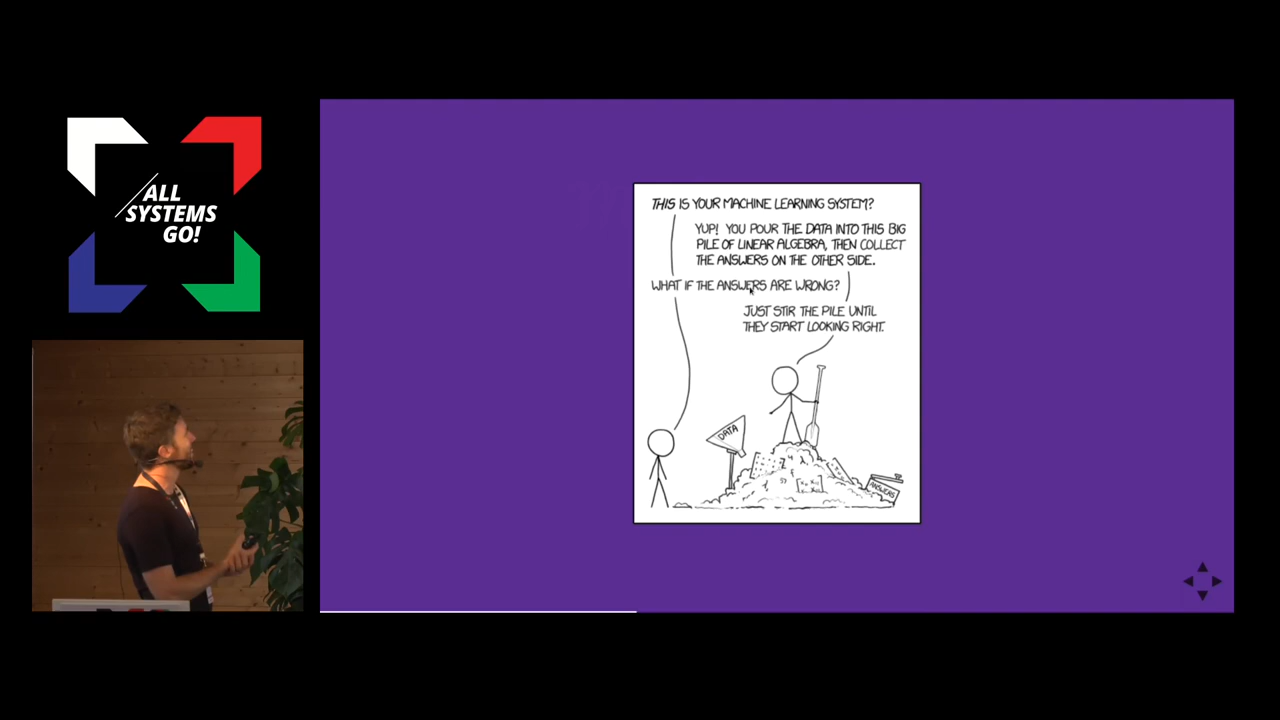 ALL
SYSTEMS
GO!
THIS IS YOUR MACHINE LEARNING SYSTEM?
YUP! YOU POUR THE DATA INTO THIS BIG
PILE OF LINEAR ALGEBRA, THEN COLLECT
THE ANSWERS ON THE OTHER SIDE.
WHAT IF THE ANSWERS ARE WRONG?
JUST STIR THE PILE UNTIL
THEY START LOOKING RIGHT.
DATA
ANSWERS